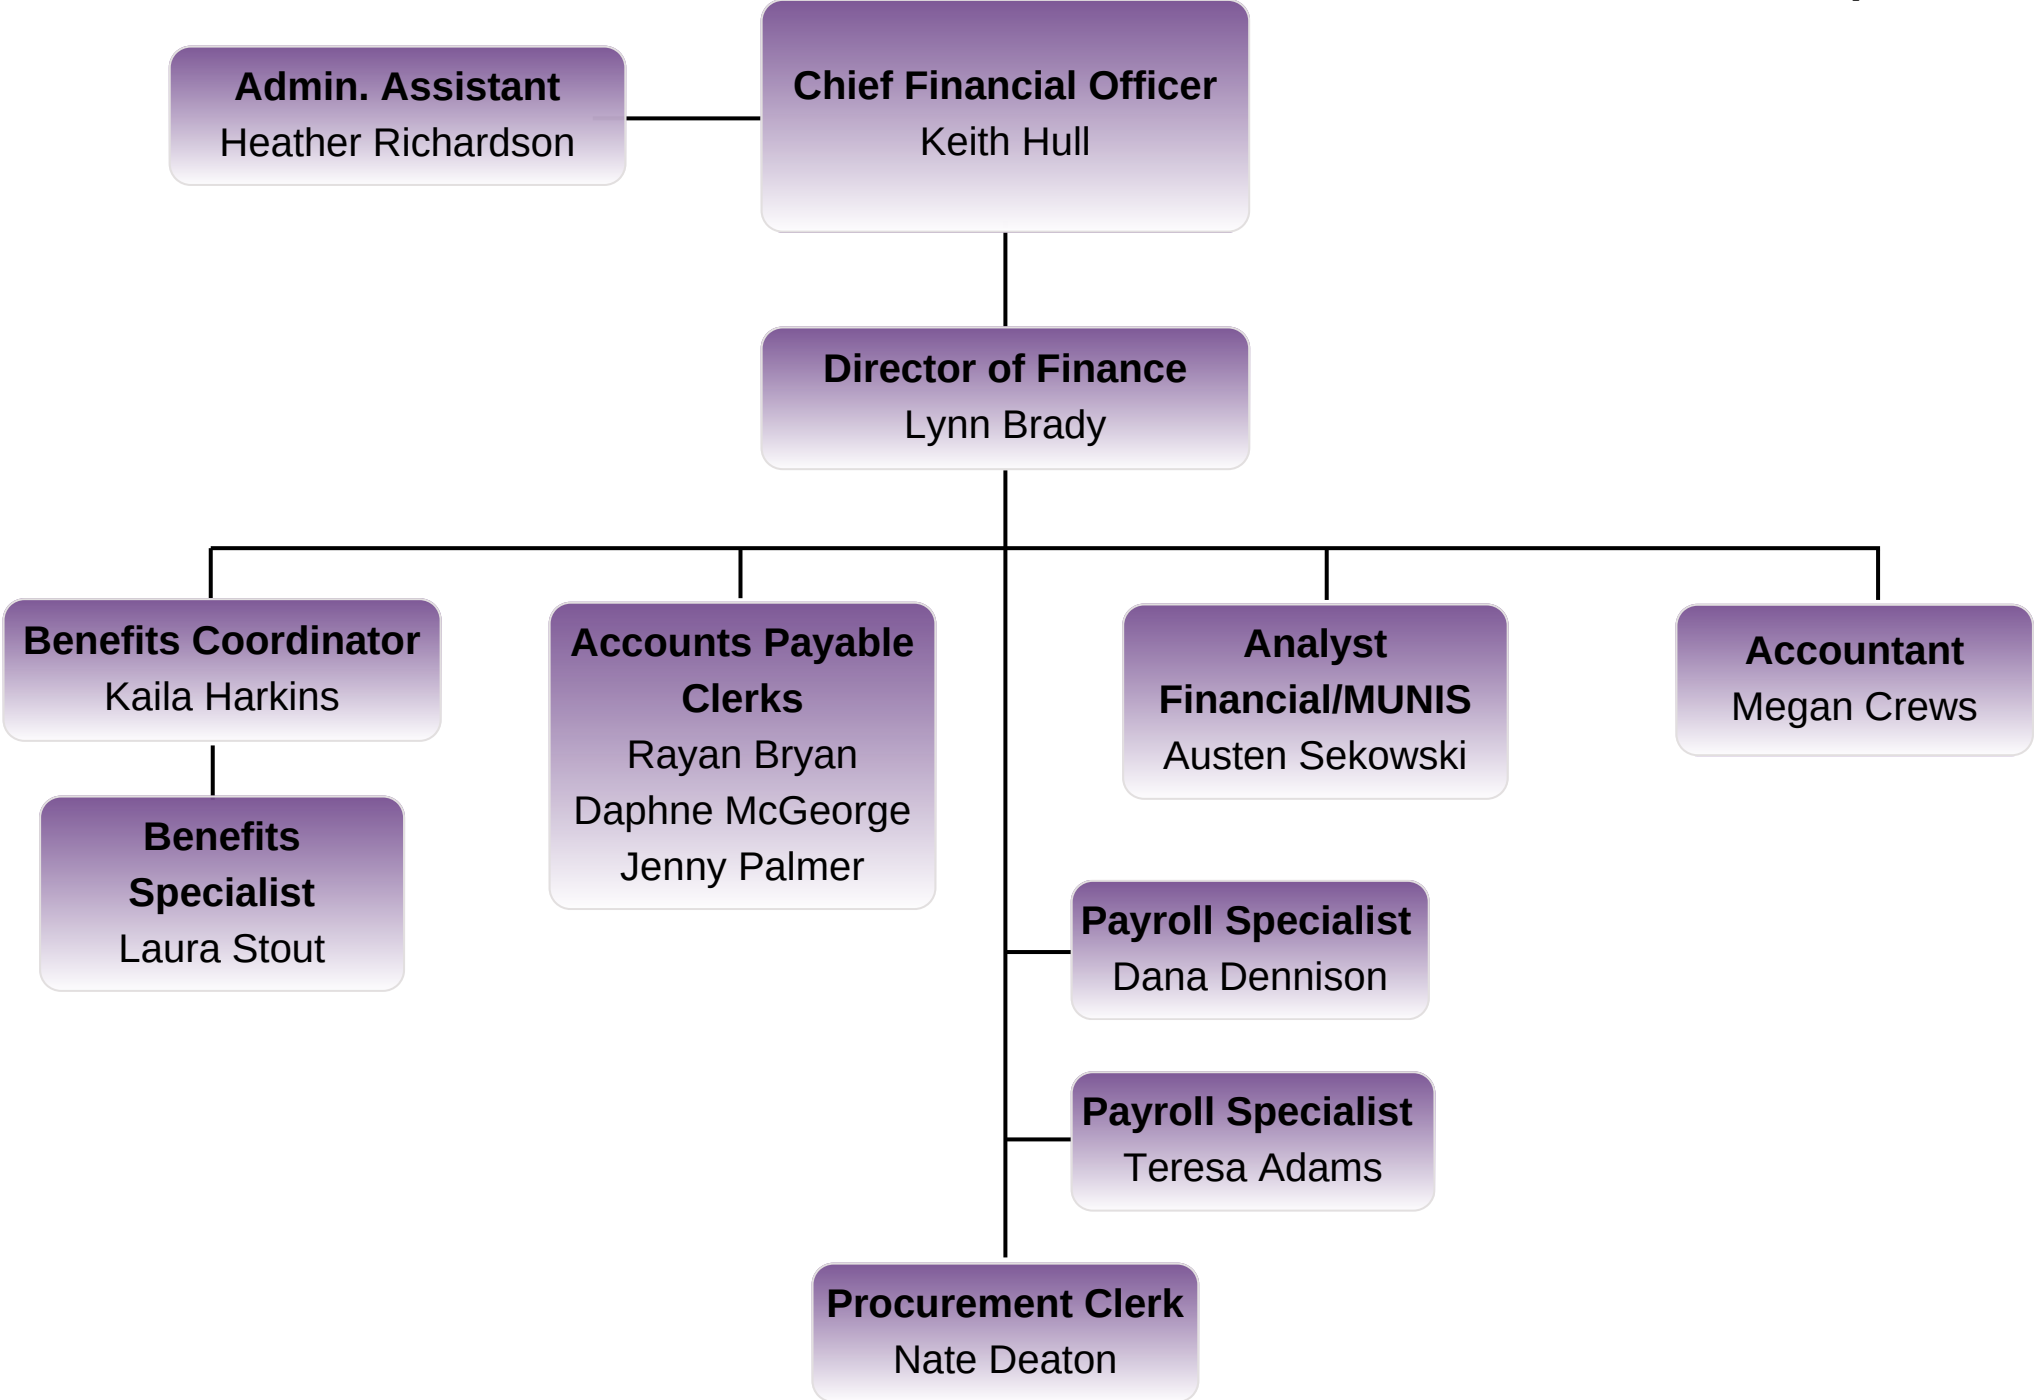 Admin. Assistant
Heather Richardson
Chief Financial Officer
Keith Hull
Director of Finance
Lynn Brady
Benefits Coordinator
Kaila Harkins
Benefits
Specialist
Laura Stout
Accounts Payable
Clerks
Rayan Bryan
Daphne McGeorge
Jenny Palmer
Analyst
Financial/MUNIS
Austen Sekowski
Accountant
Megan Crews
Payroll Specialist
Dana Dennison
Payroll Specialist
Teresa Adams
Procurement Clerk
Nate Deaton